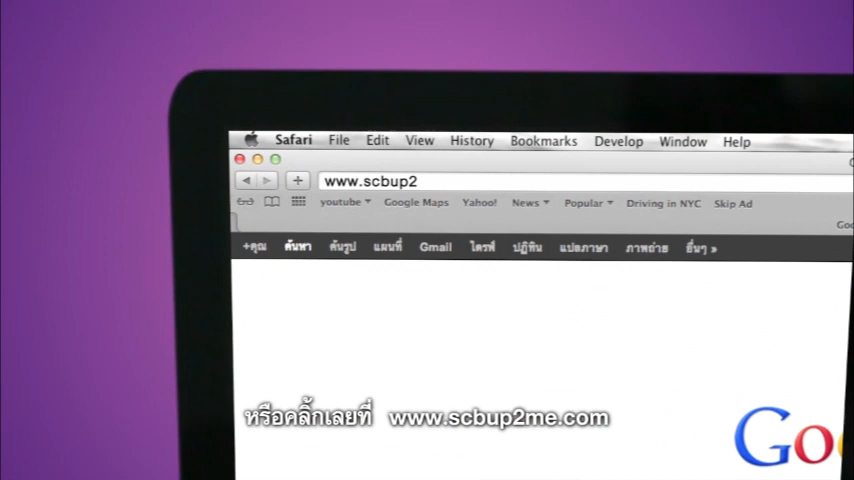 Safari File Edit View History Bookmarks Develop Window Help
www.scbup2
youtube Google Maps Yahoo! News Popular Driving in NYC Skip Ad
Goo
+คุณ ค้นหา ค้นรูป แผนที่ Gmail ไดรฟ์ ปฏิทิน แปลภาษา ภาพถ่าย อื่นๆ »
หรือคลิ้กเลยที่ www.scbup2me.com
Goo